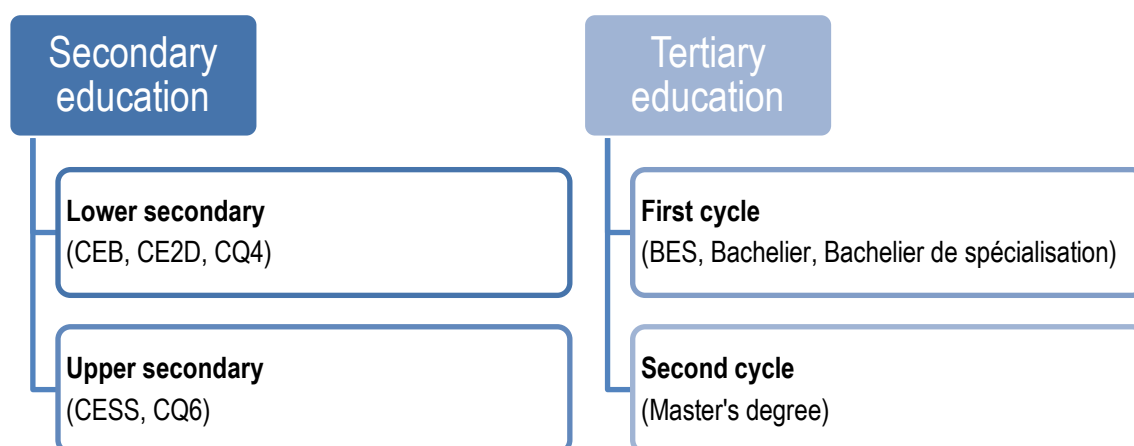 Secondary
education
Lower secondary
(CEB, CE2D, CQ4)
Upper secondary
(CESS, CQ6)
Tertiary
education
First cycle
(BES, Bachelier, Bachelier de spécialisation)
Second cycle
(Master's degree)